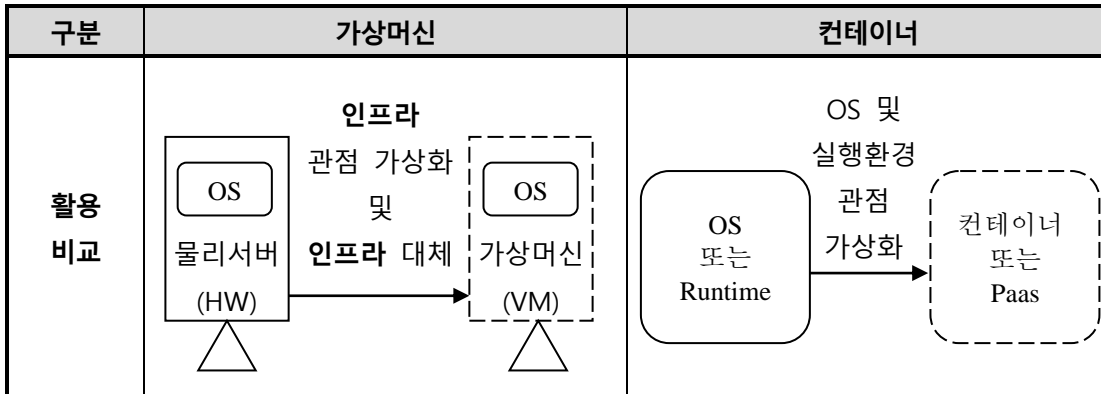 구분
가상머신
컨테이너
활용
비교
OS
물리서버
(HW)
인프라
관점 가상화
및
인프라 대체
OS
가상머신
(VM)
OS
또는
Runtime
OS 및
실행환경
관점
가상화
컨테이너
또는
Paas